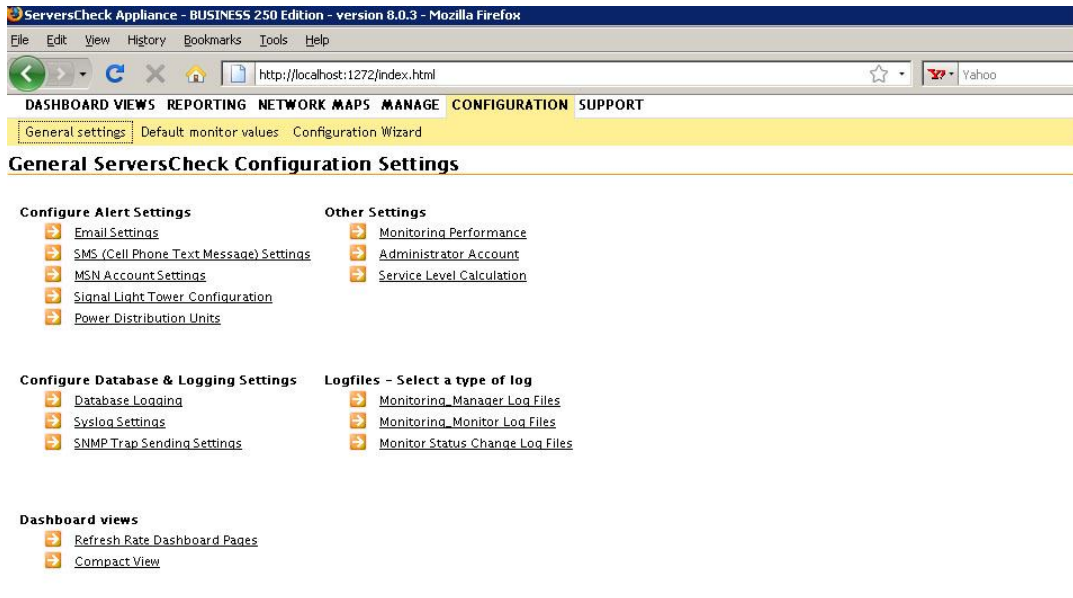 ServersCheck Appliance - BUSINESS 250 Edition - version 8.0.3 - Mozilla Firefox
File Edit View History Bookmarks Tools Help
http://localhost:1272/index.html
Y! Yahoo
DASHBOARD VIEWS REPORTING NETWORK MAPS MANAGE CONFIGURATION SUPPORT
General settings Default monitor values Configuration Wizard
General ServersCheck Configuration Settings
Configure Alert Settings
Email Settings
SMS (Cell Phone Text Message) Settings
MSN Account Settings
Signal Light Tower Configuration
Power Distribution Units
Other Settings
Monitoring Performance
Administrator Account
Service Level Calculation
Configure Database & Logging Settings
Database Logging
Syslog Settings
SNMP Trap Sending Settings
Logfiles - Select a type of log
Monitoring_Manager Log Files
Monitoring_Monitor Log Files
Monitor Status Change Log Files
Dashboard views
Refresh Rate Dashboard Pages
Compact View